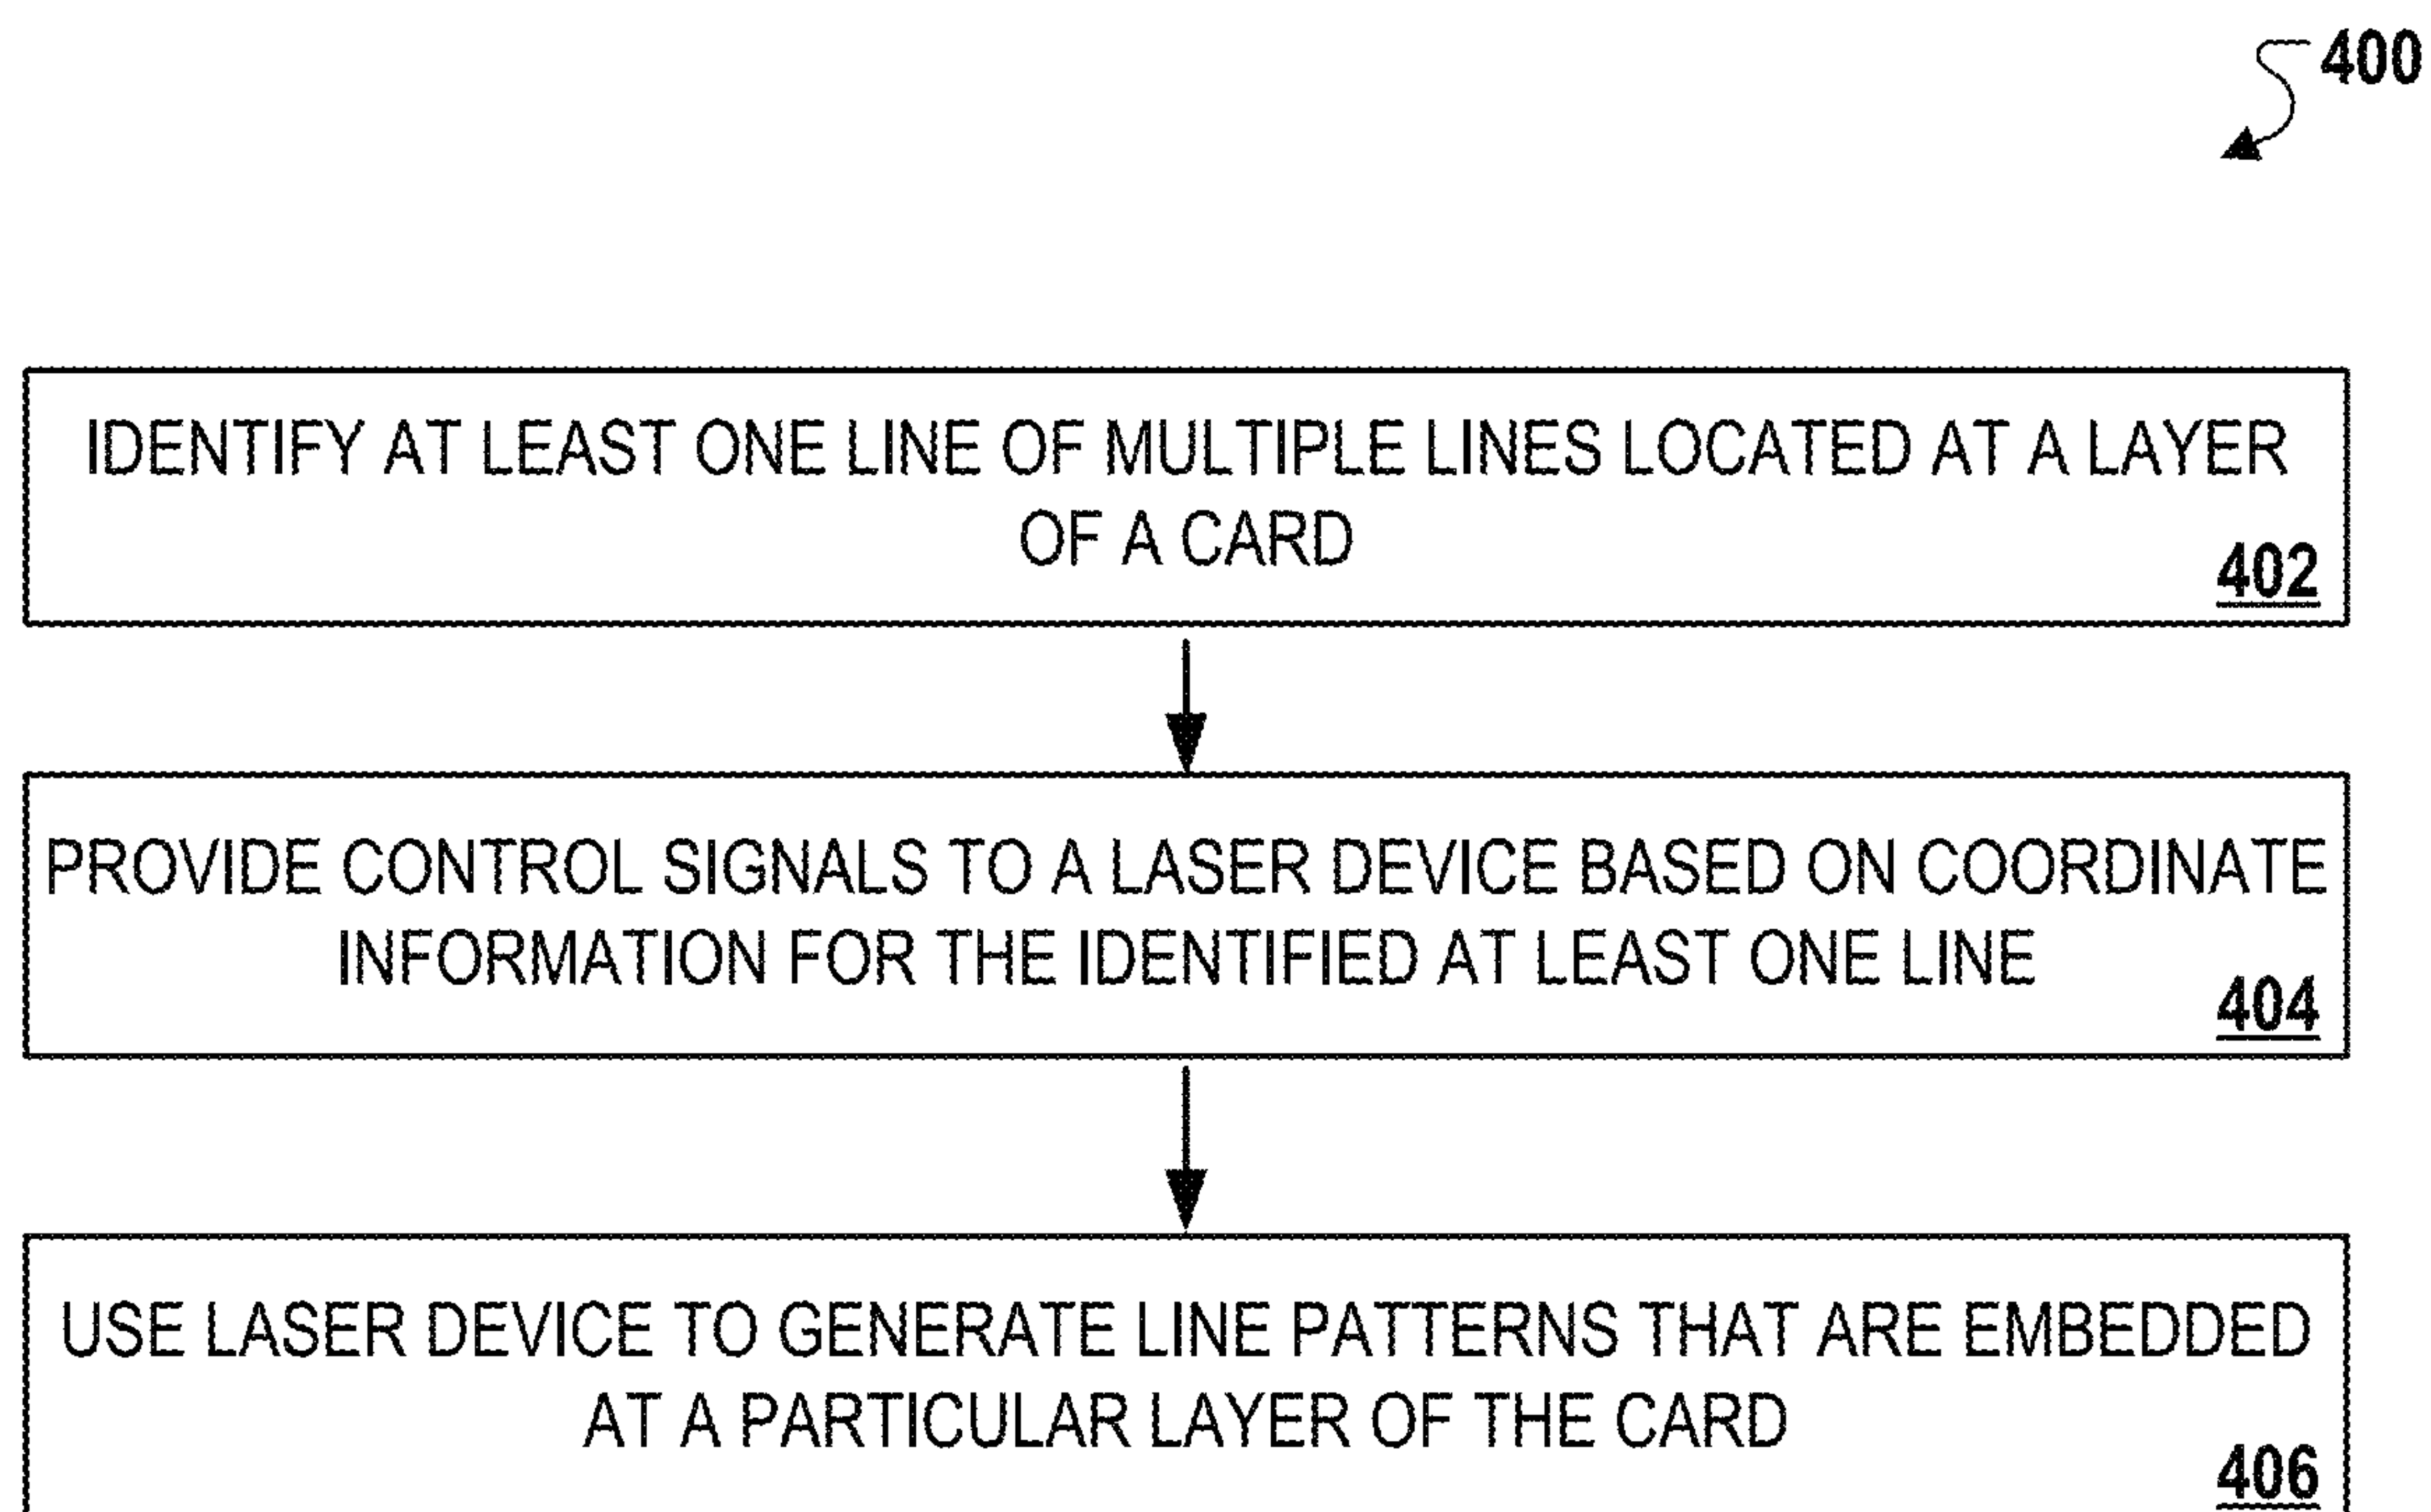 400
IDENTIFY AT LEAST ONE LINE OF MULTIPLE LINES LOCATED AT A LAYER
OF A CARD
402
PROVIDE CONTROL SIGNALS TO A LASER DEVICE BASED ON COORDINATE
INFORMATION FOR THE IDENTIFIED AT LEAST ONE LINE
404
USE LASER DEVICE TO GENERATE LINE PATTERNS THAT ARE EMBEDDED
AT A PARTICULAR LAYER OF THE CARD
406